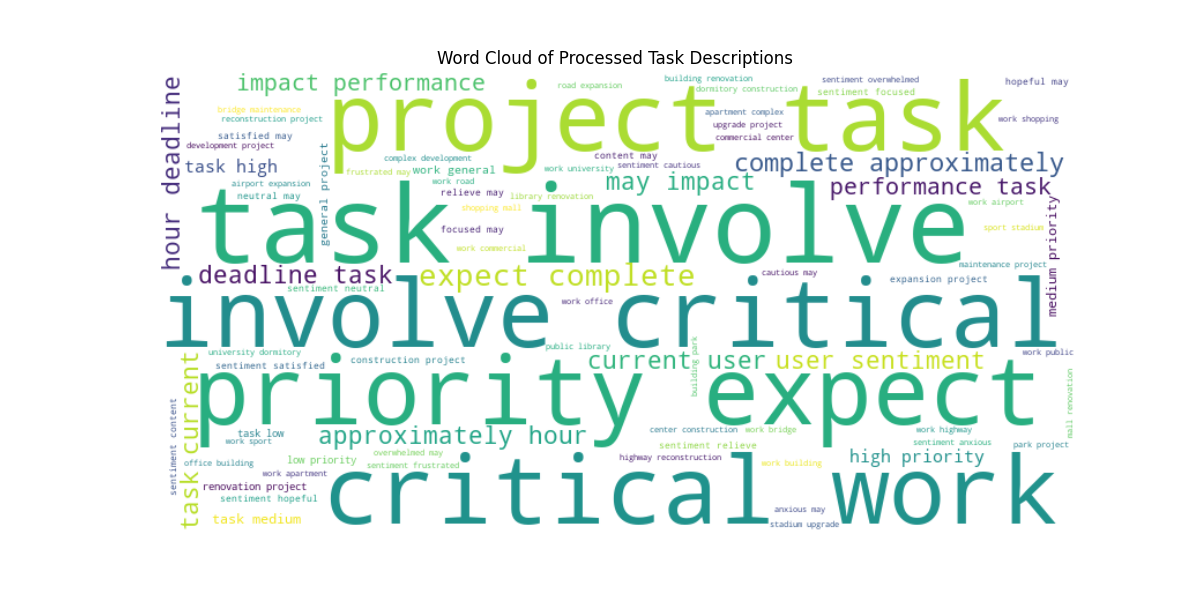 Word Cloud of Processed Task Descriptions
hour deadline
impact performance
project task
road expansion
building renovation
dormitory construction
sentiment overwhelmed
sentiment focused
hopeful may
bridge maintenance
reconstruction project
satisfied may
development project
apartment complex
upgrade project
commercial center
work shopping
task high
general project
complex development
frustrated may
work general
work road
content may
sentiment cautious
work university
complete approximately
airport expansion
neutral may
relieve may
library renovation
may impact
performance task
shopping mall
focused may
work commercial
task involve
work airport
sport stadium
medium priority
deadline task
sentiment neutral
expect complete
work office
cautious may
expansion project
maintenance project
involve critical
university dormitory
sentiment satisfied
construction project
public library
current user
building park
user sentiment
work public
mall renovation
priority expect
task current
sentiment content
task low
work sport
approximately hour
center construction
work bridge
work highway
sentiment anxious
park project
office building
work apartment
low priority
overwhelmed may
sentiment frustrated
sentiment relieve
highway reconstruction
work building
high priority
renovation project
sentiment hopeful
task medium
critical work
anxious may
stadium upgrade